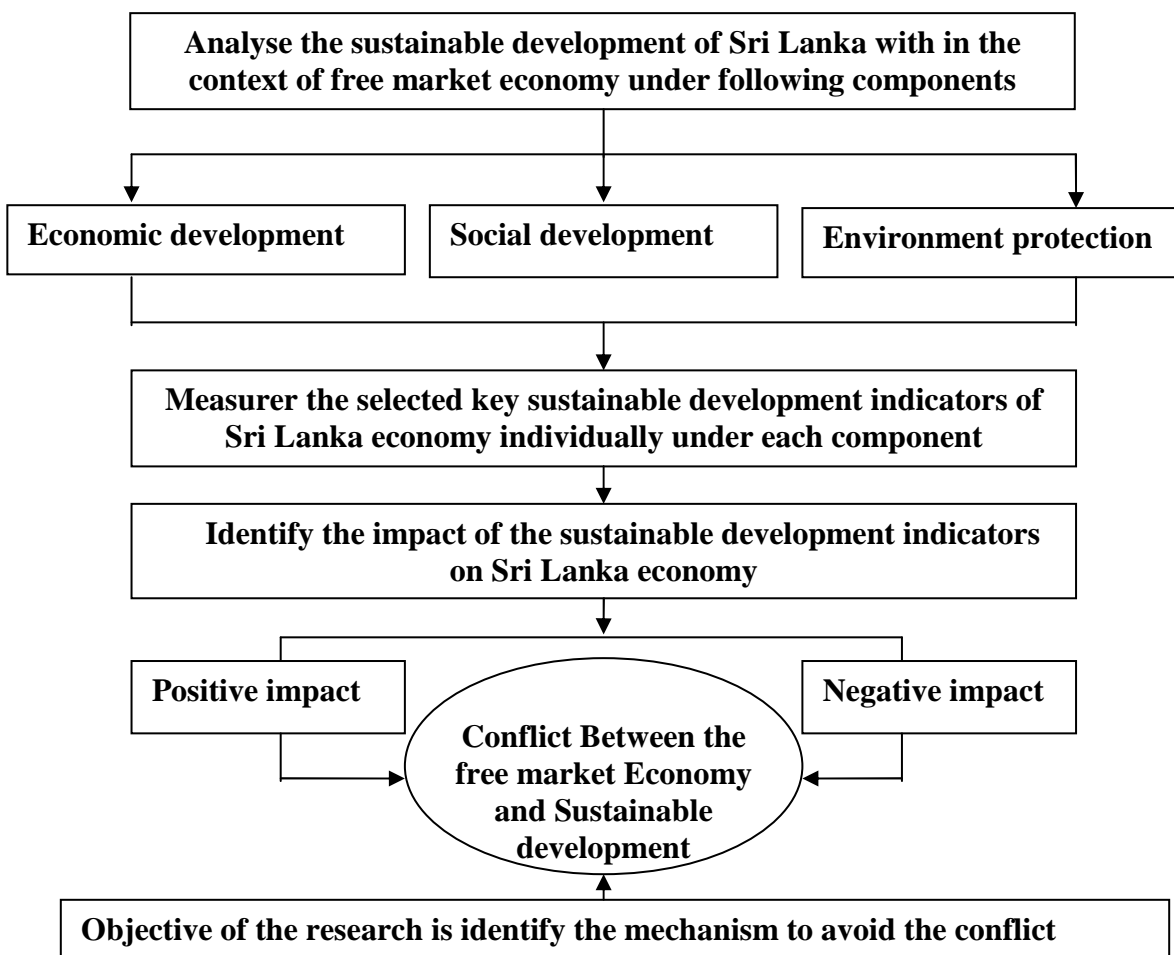 Analyse the sustainable development of Sri Lanka with in the
context of free market economy under following components
Economic development
Social development
Environment protection
Measurer the selected key sustainable development indicators of
Sri Lanka economy individually under each component
Identify the impact of the sustainable development indicators
on Sri Lanka economy
Positive impact
Negative impact
Conflict Between the
free market Economy
and Sustainable
development
Objective of the research is identify the mechanism to avoid the conflict